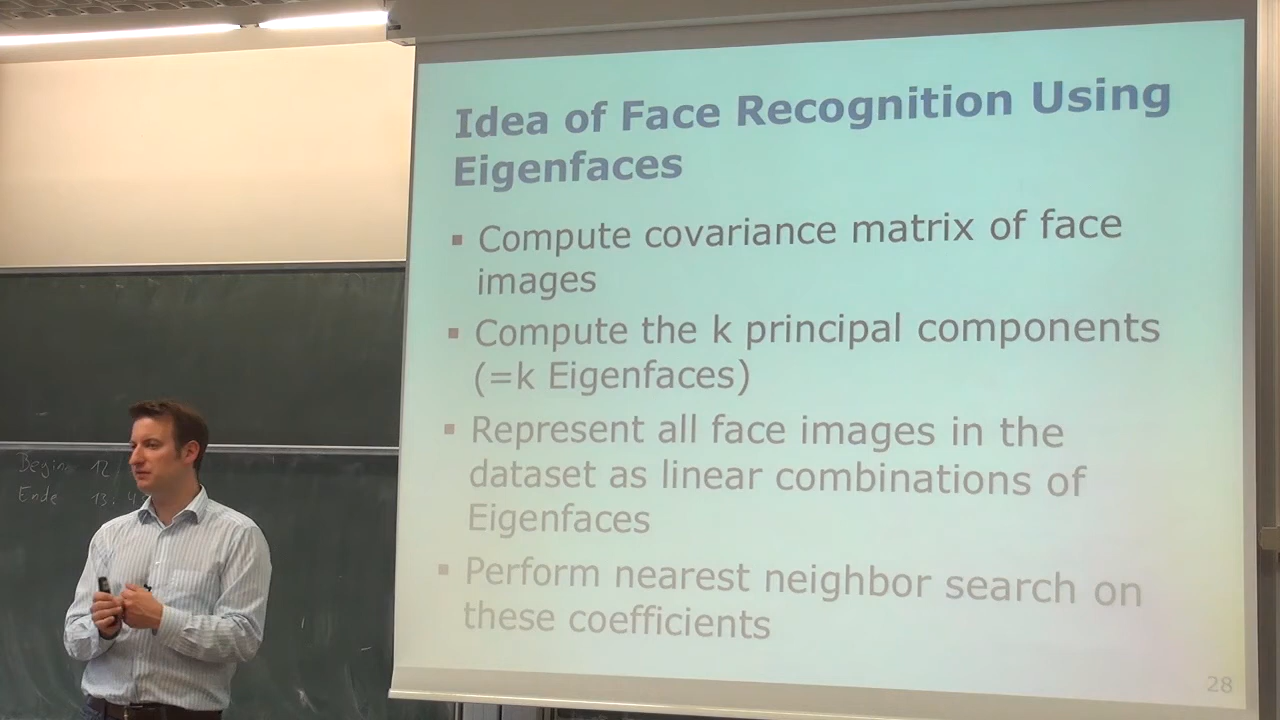 Idea of Face Recognition Using
Eigenfaces
▪ Compute covariance matrix of face
images
▪ Compute the k principal components
(=k Eigenfaces)
▪ Represent all face images in the
dataset as linear combinations of
Eigenfaces
▪ Perform nearest neighbor search on
these coefficients
28
Begin 12
Ende 13.